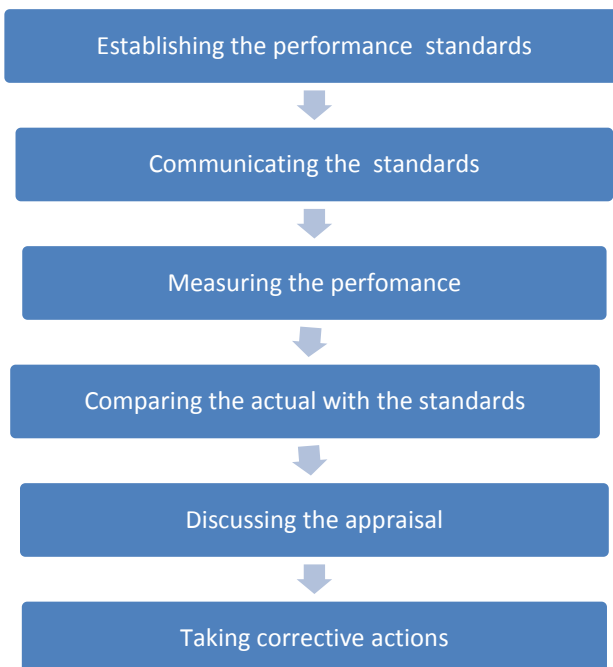 Establishing the performance  standards
Communicating the  standards
Measuring the perfomance
Comparing the actual with the standards
Discussing the appraisal
Taking corrective actions